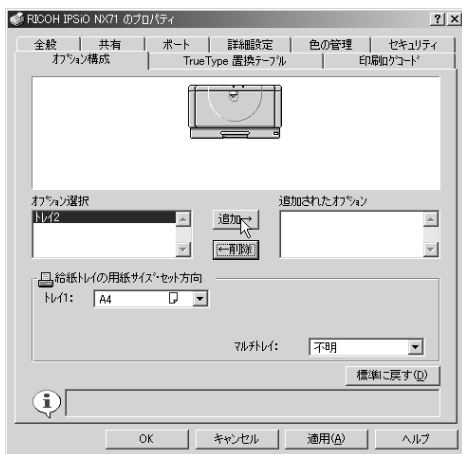 RICOH IPSiO NX71 のプロパティ
全般 共有 ポート 詳細設定 色の管理 セキュリティ
オプション構成 TrueType 置換テーブル 印刷ログコード
オプション選択 追加されたオプション
トレイ2
追加→
←削除
給紙トレイの用紙サイズ・セット方向
トレイ1: A4
マルチトレイ: 不明
標準に戻す(D)
OK キャンセル 適用(A) ヘルプ